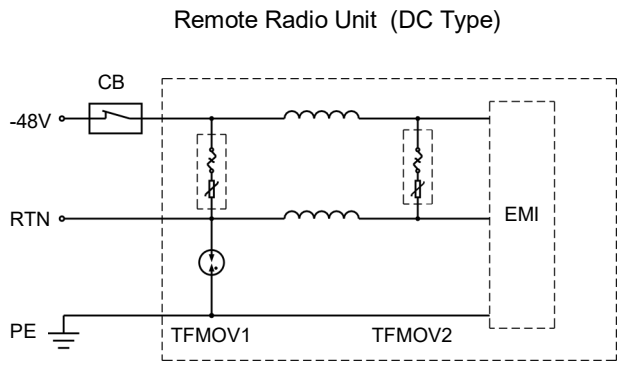 Remote Radio Unit (DC Type)
CB
-48V
RTN
EMI
PE
TFMOV1
TFMOV2